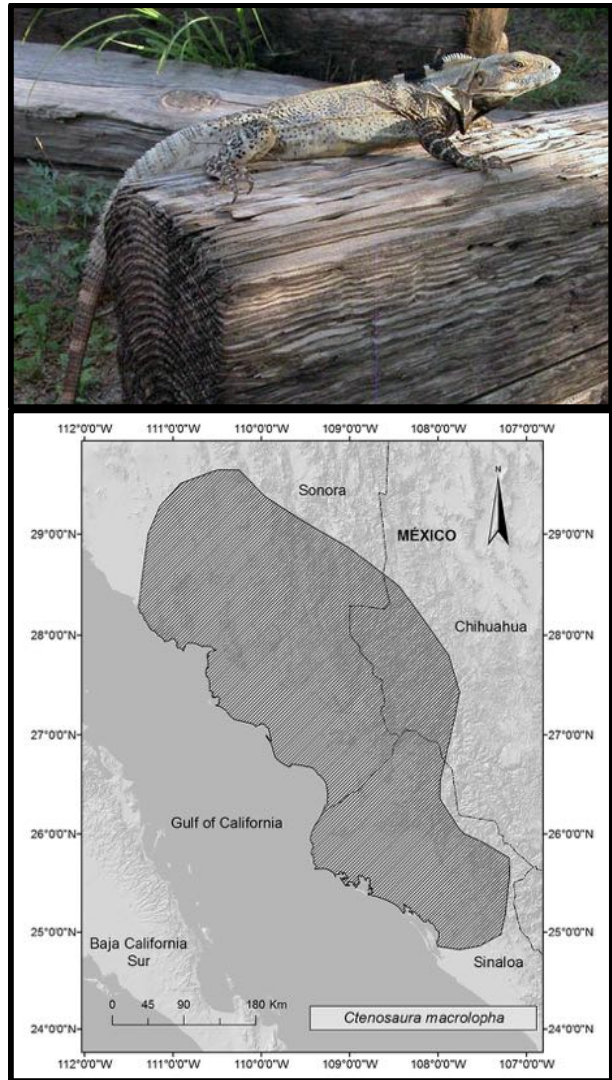 112°0'0"W 111°0'0"W 110°0'0"W 109°0'0"W 108°0'0"W 107°0'0"W
N
Sonora
29°0'0"N 29°0'0"N
MÉXICO
28°0'0"N 28°0'0"N
Chihuahua
27°0'0"N 27°0'0"N
26°0'0"N 26°0'0"N
Gulf of California
25°0'0"N 25°0'0"N
Baja California
Sur
Sinaloa
0 45 90 180 Km
Ctenosaura macrolopha
24°0'0"N 24°0'0"N
112°0'0"W 111°0'0"W 110°0'0"W 109°0'0"W 108°0'0"W 107°0'0"W